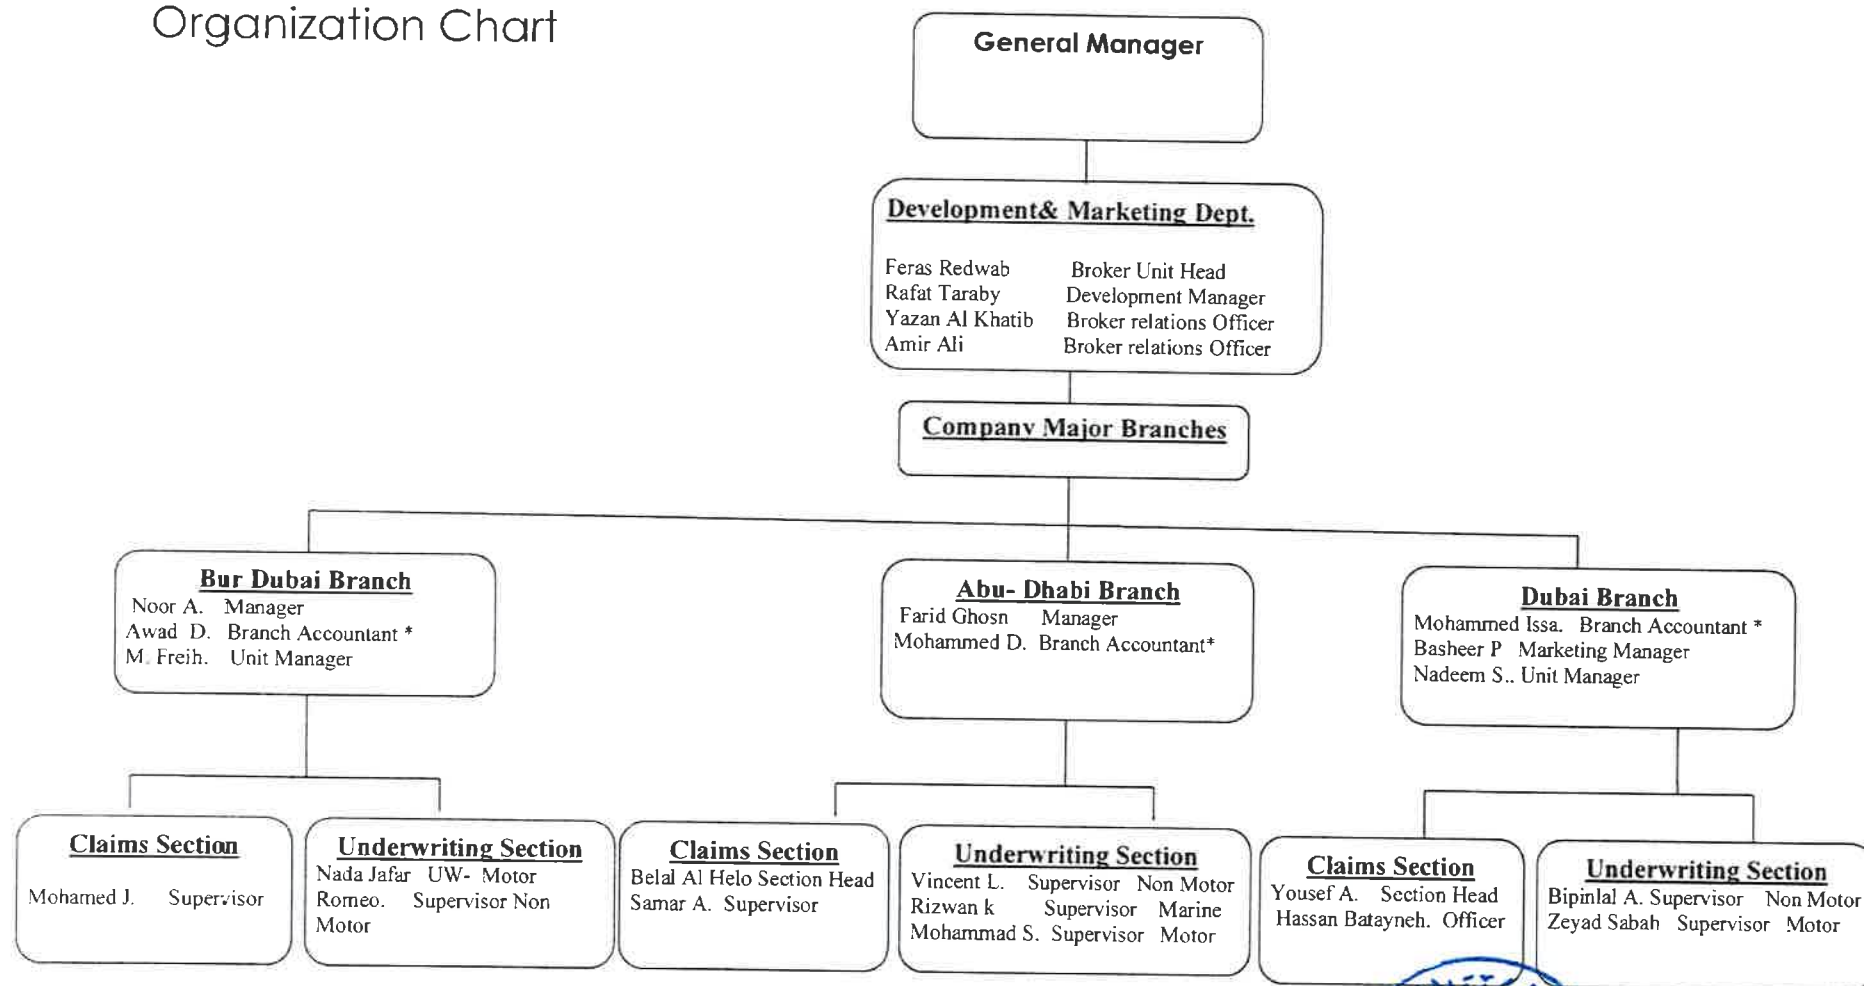 Organization Chart
General Manager
Development& Marketing Dept.
Feras Redwab Broker Unit Head
Rafat Taraby Development Manager
Yazan Al Khatib Broker relations Officer
Amir Ali Broker relations Officer
Company Major Branches
Bur Dubai Branch
Noor A. Manager
Awad D. Branch Accountant *
M. Freih. Unit Manager
Abu- Dhabi Branch
Farid Ghosn Manager
Mohammed D. Branch Accountant*
Dubai Branch
Mohammed Issa. Branch Accountant *
Basheer P Marketing Manager
Nadeem S.. Unit Manager
Claims Section
Mohamed J. Supervisor
Underwriting Section
Nada Jafar UW- Motor
Romeo. Supervisor Non
Motor
Claims Section
Belal Al Helo Section Head
Samar A. Supervisor
Underwriting Section
Vincent L. Supervisor Non Motor
Rizwan k Supervisor Marine
Mohammad S. Supervisor Motor
Claims Section
Yousef A. Section Head
Hassan Batayneh. Officer
Underwriting Section
Bipinlal A. Supervisor Non Motor
Zeyad Sabah Supervisor Motor